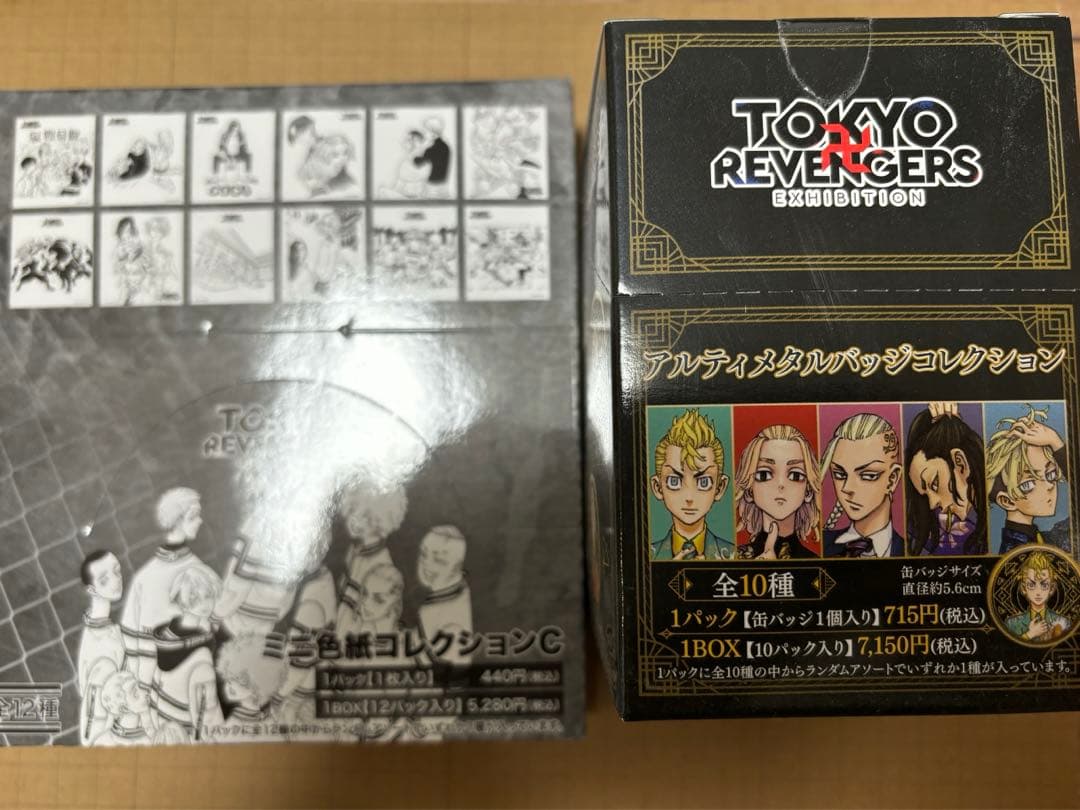 TOKYO
REVEN
ミニ色紙コレクションC
1パック【1枚入り】 440円(税込)
1BOX【12パック入り】 5,280円(税込)
全12種
TOKYO
卍
REVENGERS
EXHIBITION
アルティメタルバッジコレクション
全10種
缶バッジサイズ
直径約5.6cm
1パック【缶バッジ1個入り】715円(税込)
1BOX【10パック入り】7,150円(税込)
1パックに全10種の中からランダムアソートでいずれか1種が入っています。